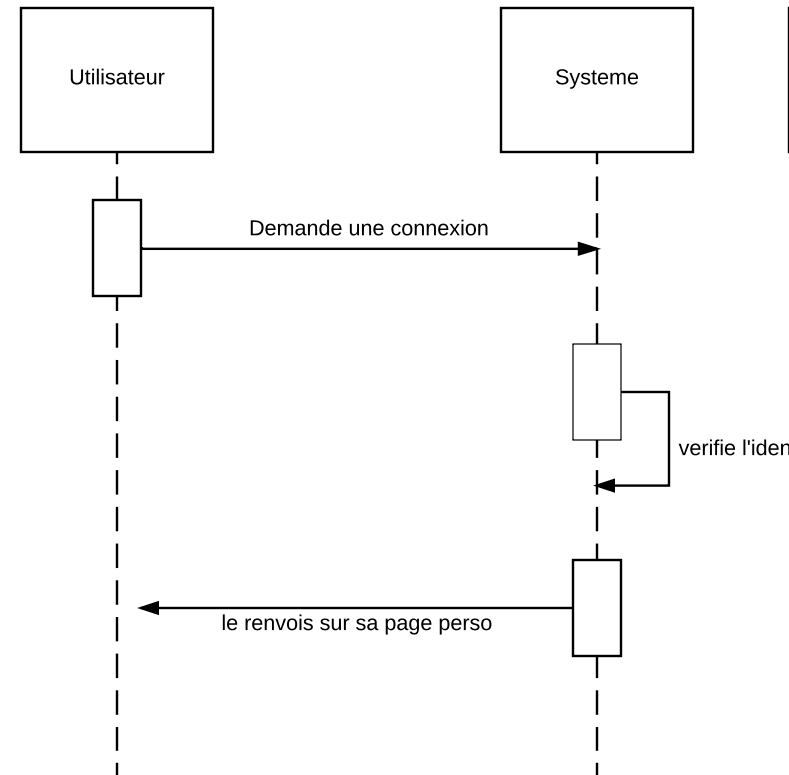 Utilisateur
Systeme
Demande une connexion
verifie l'iden
le renvois sur sa page perso